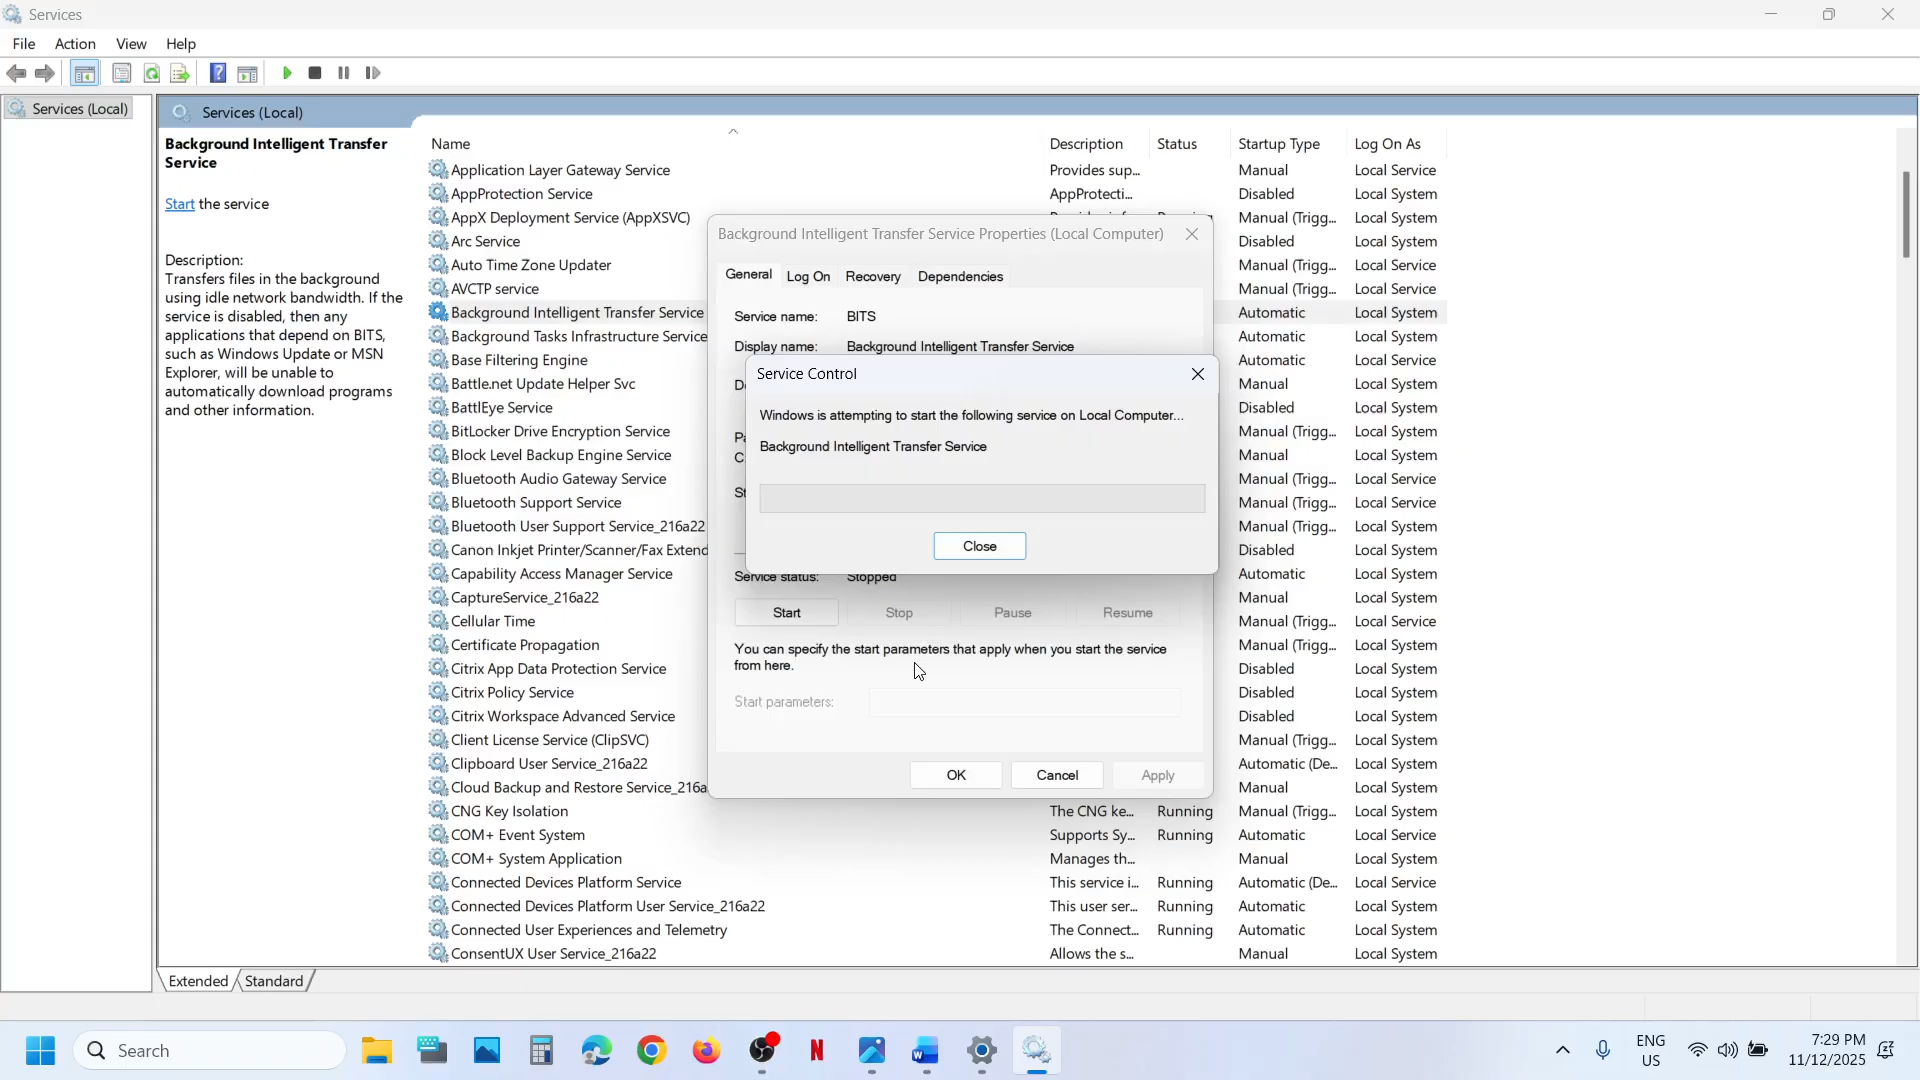 Services
File Action View Help
Services (Local)
Services (Local)
Background Intelligent Transfer
Service
Start the service
Description:
Transfers files in the background
using idle network bandwidth. If the
service is disabled, then any
applications that depend on BITS,
such as Windows Update or MSN
Explorer, will be unable to
automatically download programs
and other information.
Name Description Status Startup Type Log On As
Application Layer Gateway Service Provides sup... Manual Local Service
AppProtection Service AppProtecti... Disabled Local System
AppX Deployment Service (AppXSVC) Manual (Trigg... Local System
Arc Service Disabled Local System
Auto Time Zone Updater Manual (Trigg... Local Service
AVCTP service Manual (Trigg... Local Service
Background Intelligent Transfer Service Automatic Local System
Background Tasks Infrastructure Service Automatic Local System
Base Filtering Engine Automatic Local Service
Battle.net Update Helper Svc Manual Local System
BattlEye Service Disabled Local System
BitLocker Drive Encryption Service Manual (Trigg... Local System
Block Level Backup Engine Service Manual Local System
Bluetooth Audio Gateway Service Manual (Trigg... Local Service
Bluetooth Support Service Manual (Trigg... Local Service
Bluetooth User Support Service_216a22 Manual (Trigg... Local System
Canon Inkjet Printer/Scanner/Fax Extend Disabled Local System
Capability Access Manager Service Automatic Local System
CaptureService_216a22 Manual Local System
Cellular Time Manual (Trigg... Local Service
Certificate Propagation Manual (Trigg... Local System
Citrix App Data Protection Service Disabled Local System
Citrix Policy Service Disabled Local System
Citrix Workspace Advanced Service Disabled Local System
Client License Service (ClipSVC) Manual (Trigg... Local System
Clipboard User Service_216a22 Automatic (De... Local System
Cloud Backup and Restore Service_216a Manual Local System
CNG Key Isolation The CNG ke... Running Manual (Trigg... Local System
COM+ Event System Supports Sy... Running Automatic Local Service
COM+ System Application Manages th... Manual Local System
Connected Devices Platform Service This service i... Running Automatic (De... Local Service
Connected Devices Platform User Service_216a22 This user ser... Running Automatic Local System
Connected User Experiences and Telemetry The Connect... Running Automatic Local System
ConsentUX User Service_216a22 Allows the s... Manual Local System
Background Intelligent Transfer Service Properties (Local Computer)
General Log On Recovery Dependencies
Service name: BITS
Display name: Background Intelligent Transfer Service
Service Control
Windows is attempting to start the following service on Local Computer...
Background Intelligent Transfer Service
Close
Service status: Stopped
Start Stop Pause Resume
You can specify the start parameters that apply when you start the service
from here.
Start parameters:
OK Cancel Apply
Extended Standard
Search
ENG
US
7:29 PM
11/12/2025